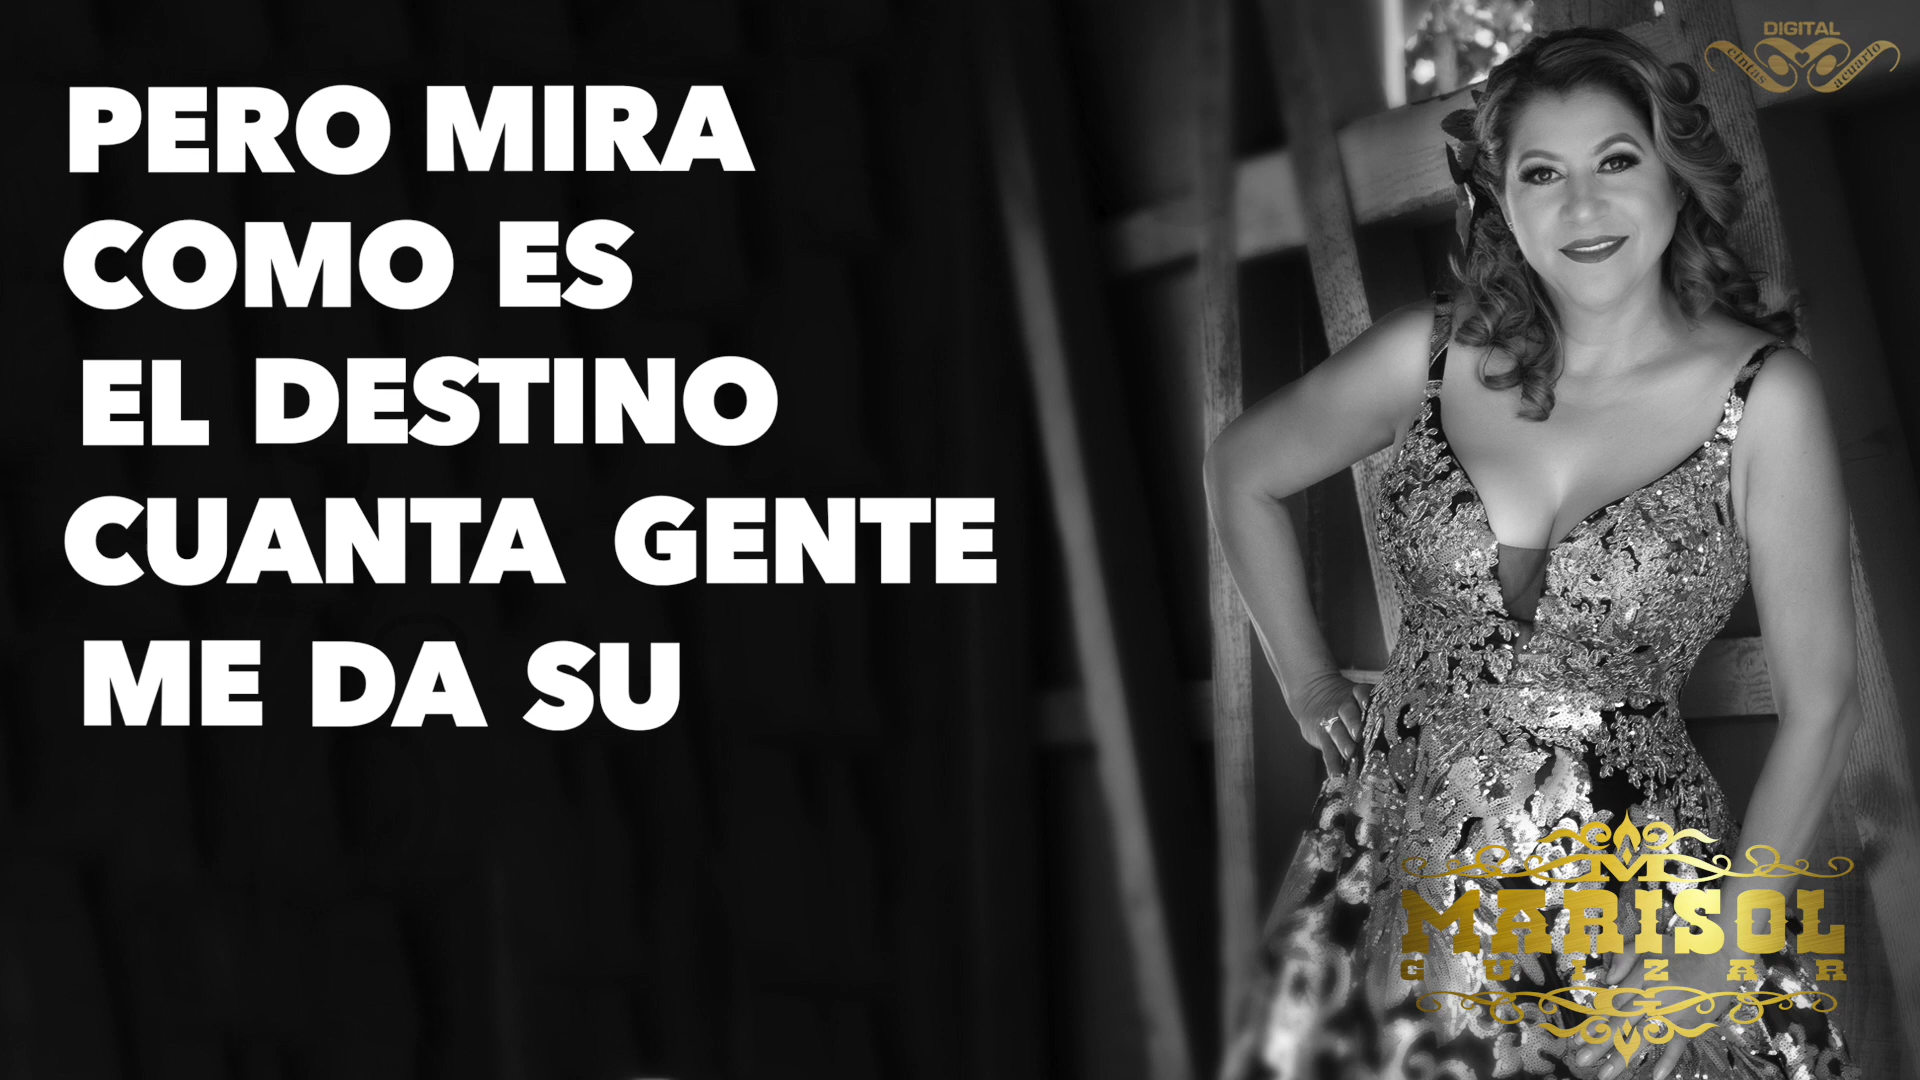 PERO MIRA
COMO ES
EL DESTINO
CUANTA GENTE
ME DA SU
DIGITAL
cintas acuario
M
MARISOL
GUIZAR
G